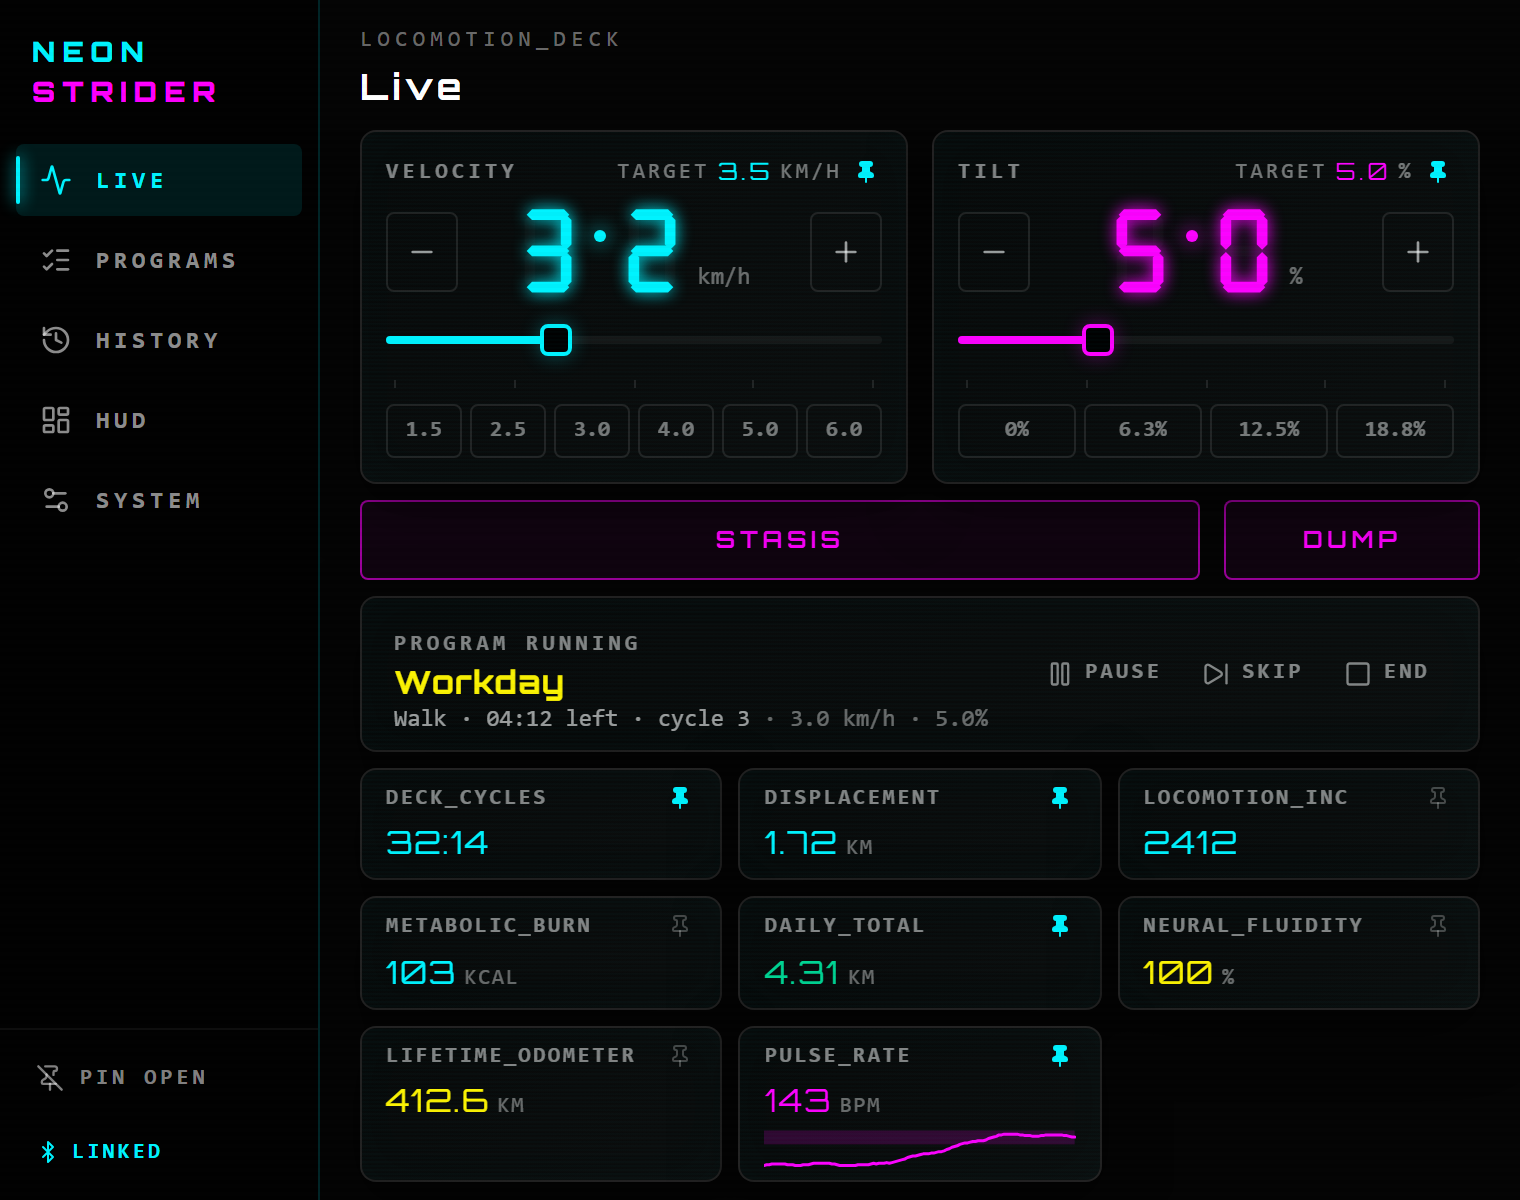 NEON
STRIDER
LIVE
PROGRAMS
HISTORY
HUD
SYSTEM
PIN OPEN
LINKED
LOCOMOTION_DECK
Live
VELOCITY TARGET 3.5 KM/H
− 3.2 km/h +
1.5 2.5 3.0 4.0 5.0 6.0
TILT TARGET 5.0 %
− 5.0 % +
0% 6.3% 12.5% 18.8%
STASIS DUMP
PROGRAM RUNNING
Workday
Walk · 04:12 left · cycle 3 · 3.0 km/h · 5.0%
PAUSE SKIP END
DECK_CYCLES
32:14
DISPLACEMENT
1.72 KM
LOCOMOTION_INC
2412
METABOLIC_BURN
103 KCAL
DAILY_TOTAL
4.31 KM
NEURAL_FLUIDITY
100 %
LIFETIME_ODOMETER
412.6 KM
PULSE_RATE
143 BPM